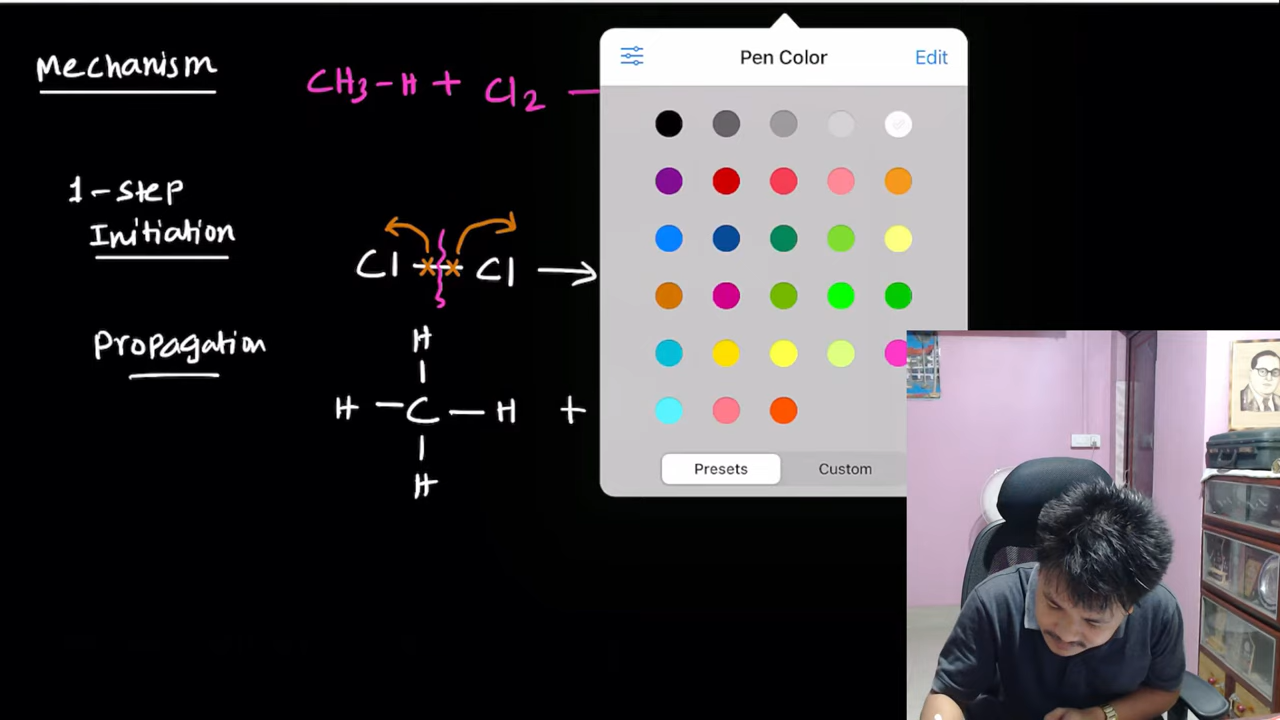 Mechanism
CH3-H + Cl2 —
1-step
Initiation
Cl — Cl →
Propagation
H
H — C — H +
H
Pen Color
Edit
Presets
Custom